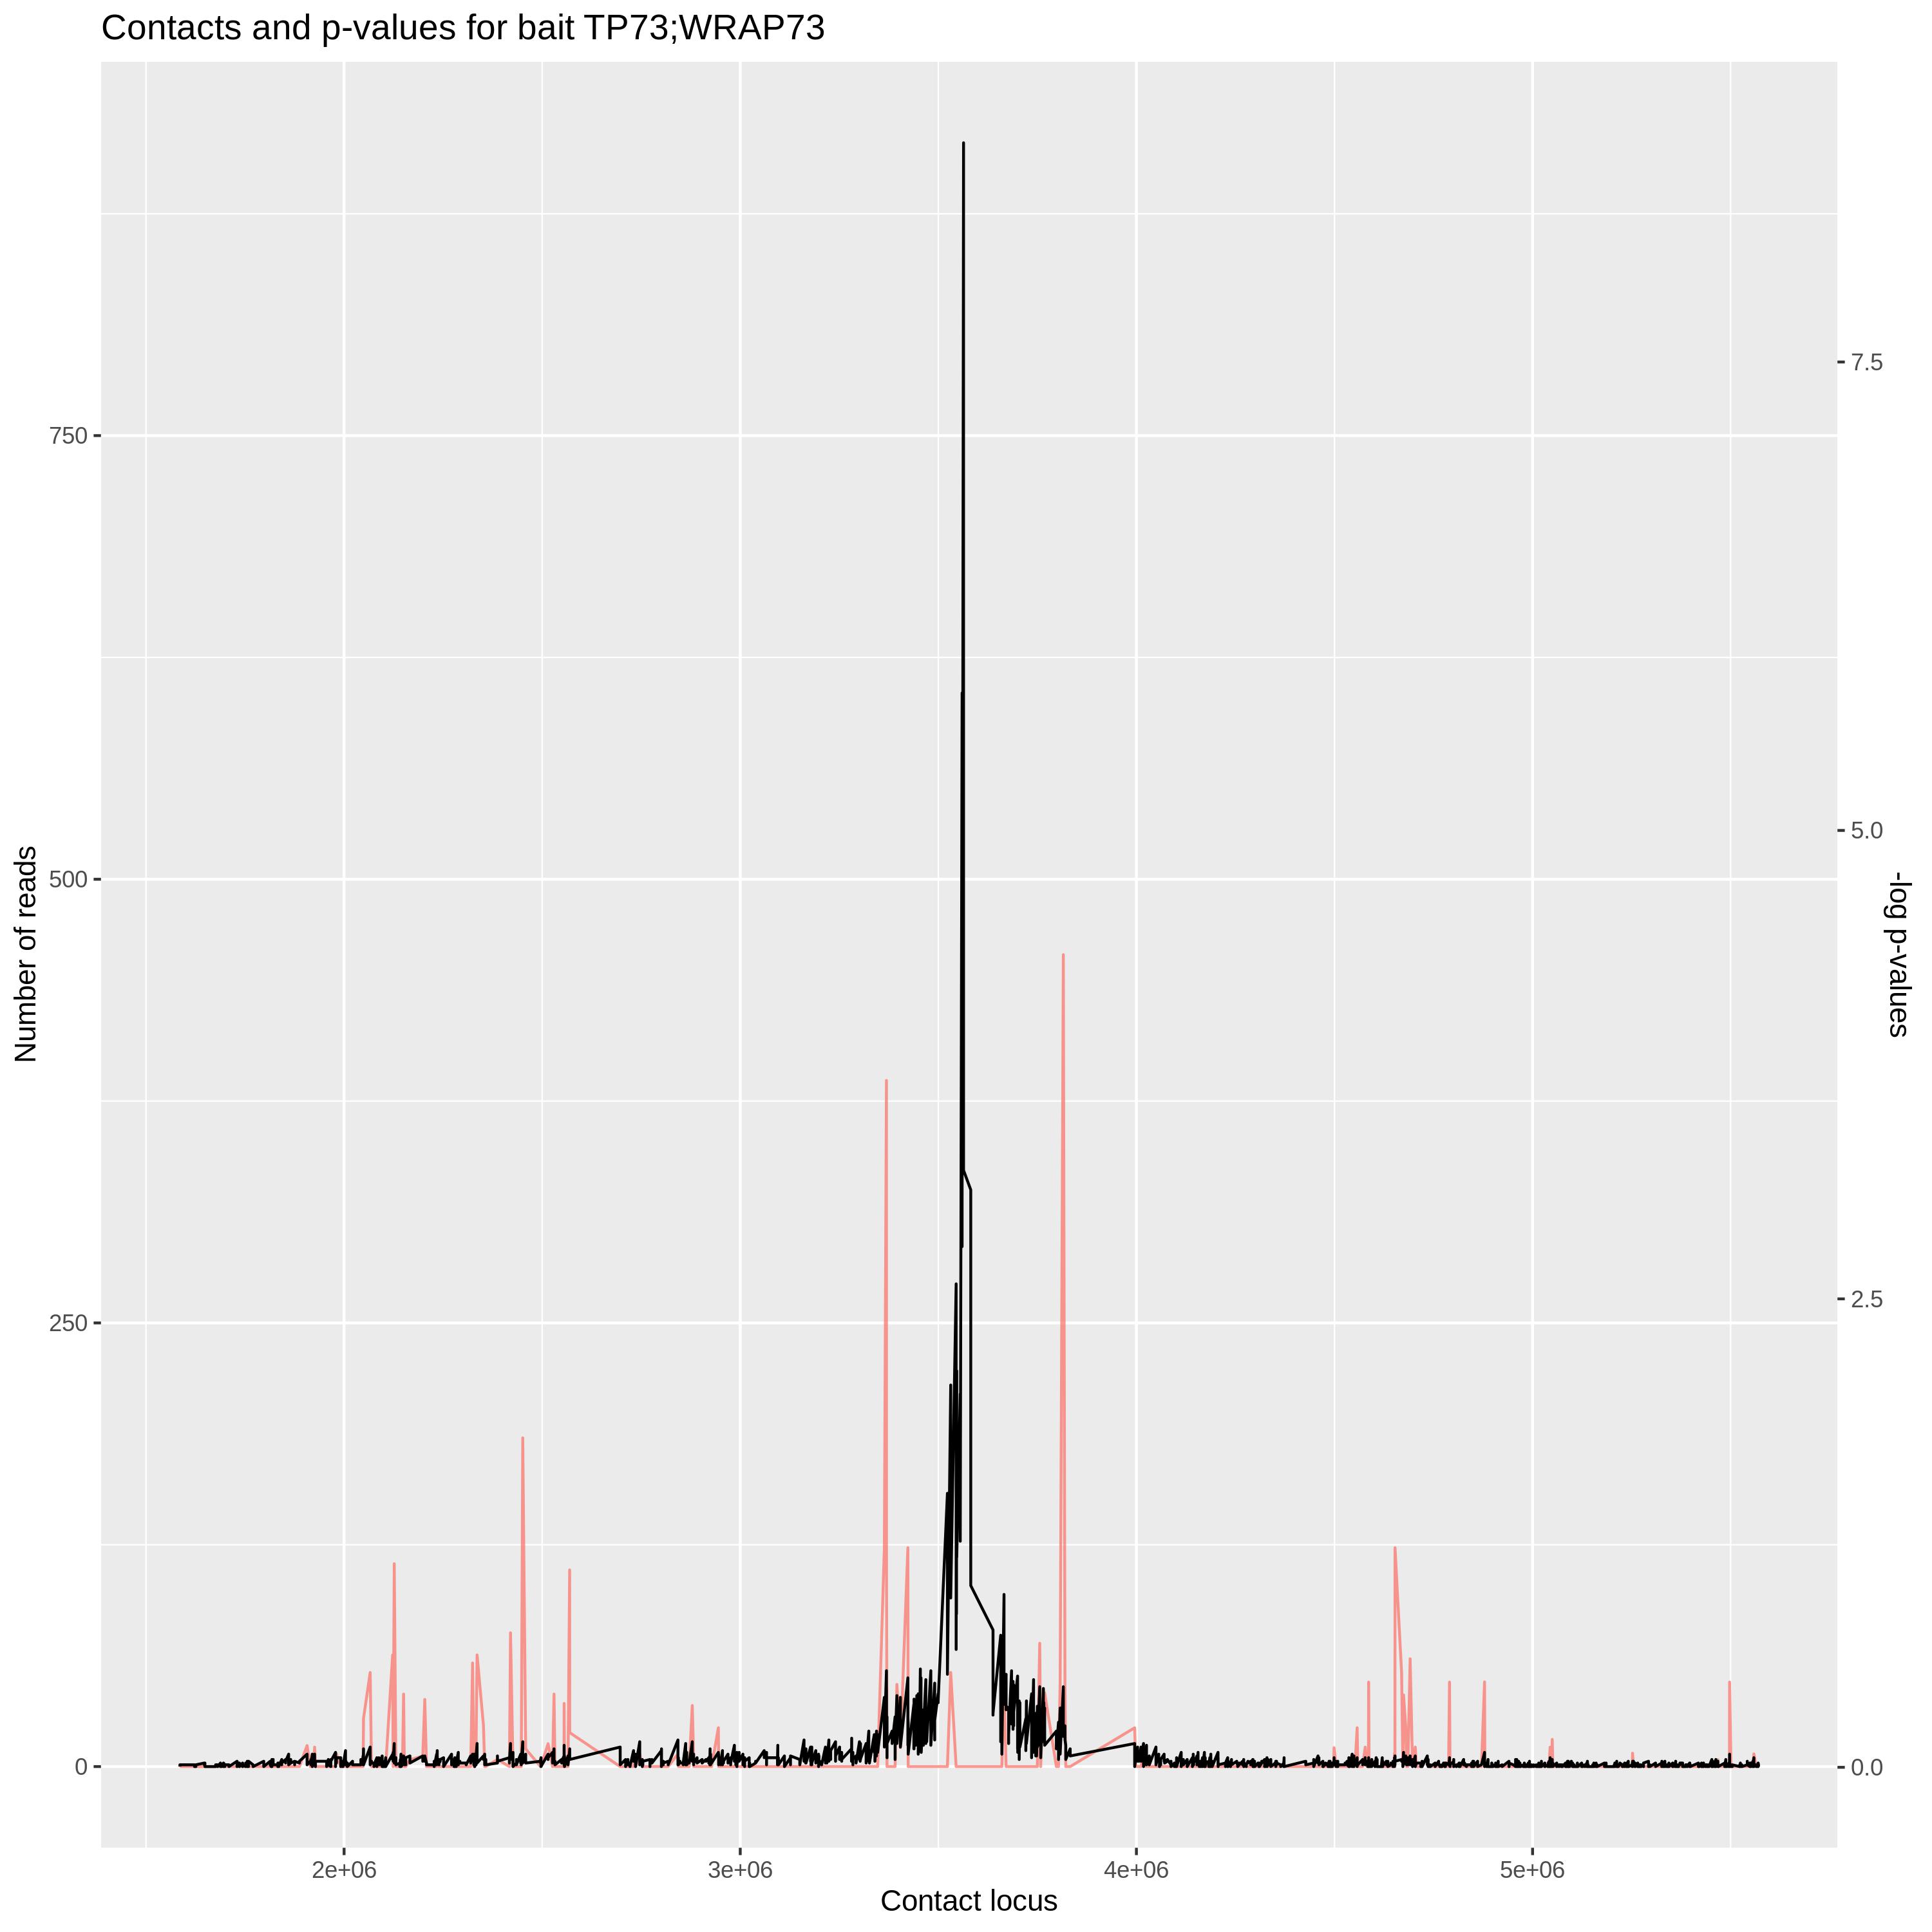 Contacts and p-values for bait TP73;WRAP73
Number of reads
750
500
250
0
7.5
5.0
2.5
0.0
-log p-values
2e+06
3e+06
4e+06
5e+06
Contact locus